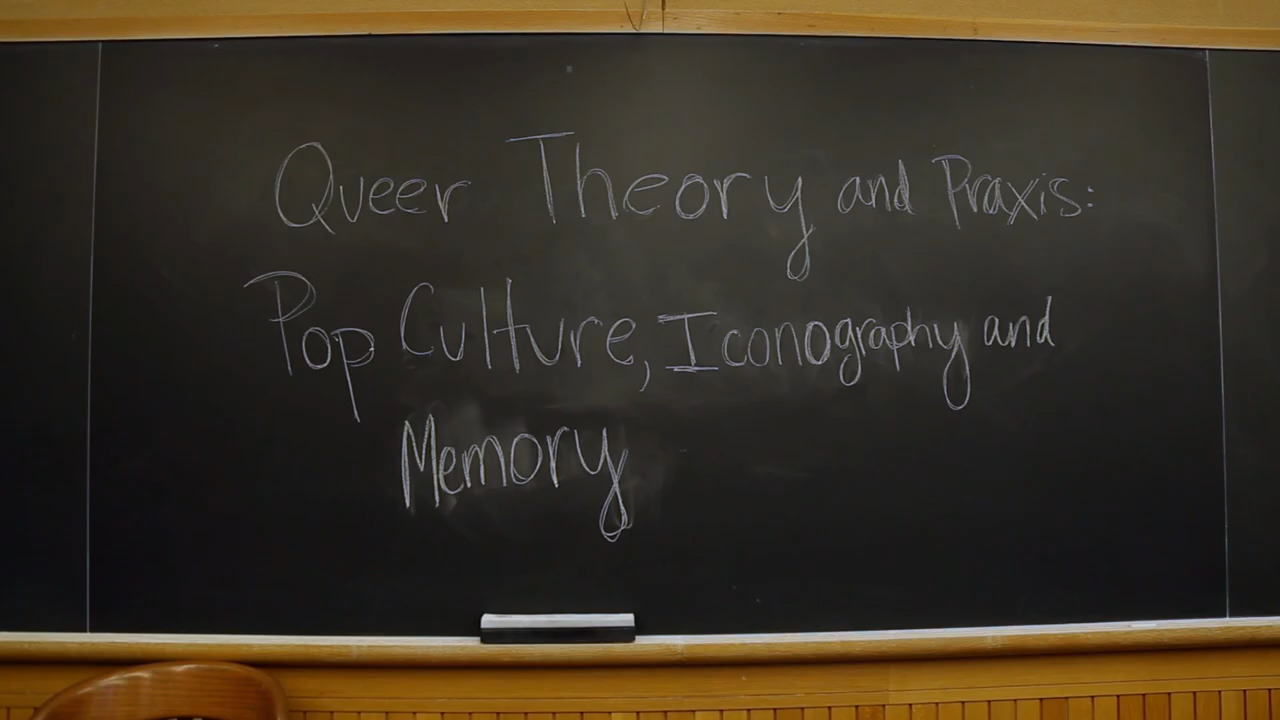 Queer Theory and Praxis:
Pop Culture, Iconography and
Memory